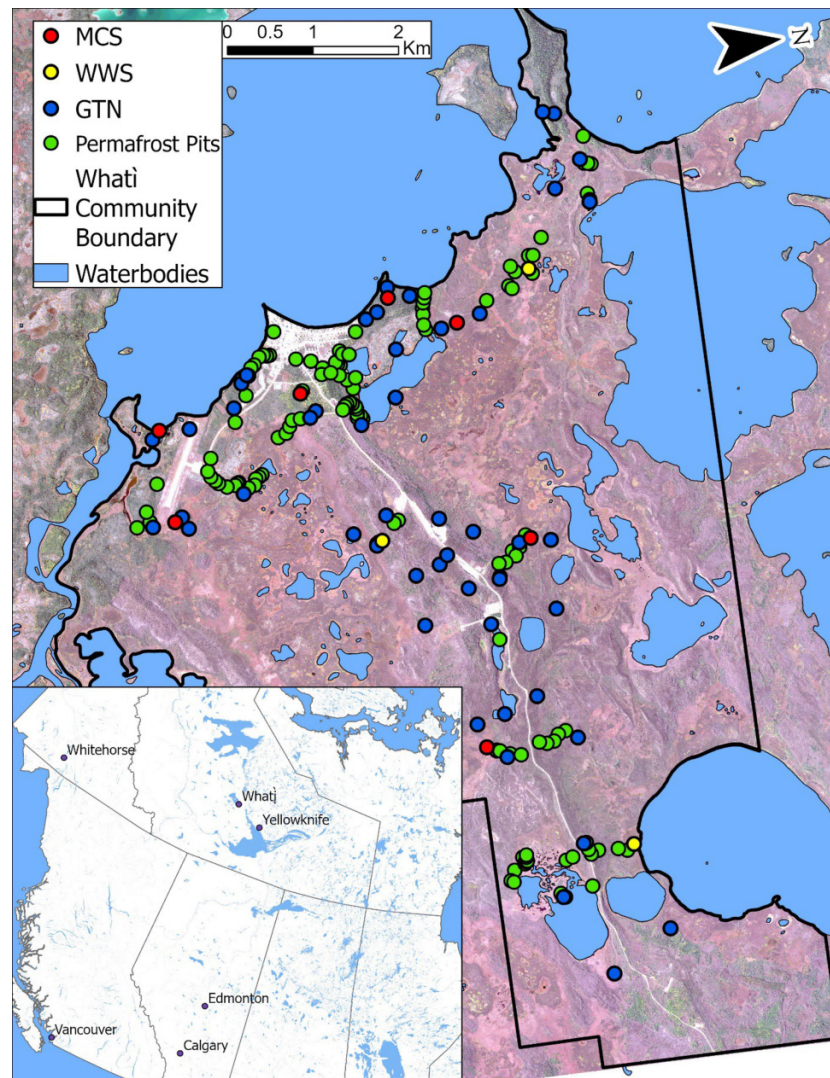 MCS
WWS
GTN
Permafrost Pits
Whatì
Community
Boundary
Waterbodies
0 0.5 1 2
Km
N
Whitehorse
Whatì
Yellowknife
Edmonton
Vancouver
Calgary